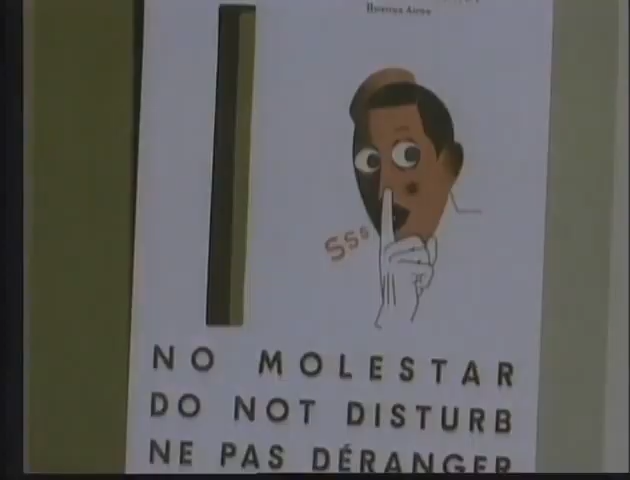 Buenos Aires
Sss
NO MOLESTAR
DO NOT DISTURB
NE PAS DÉRANGER